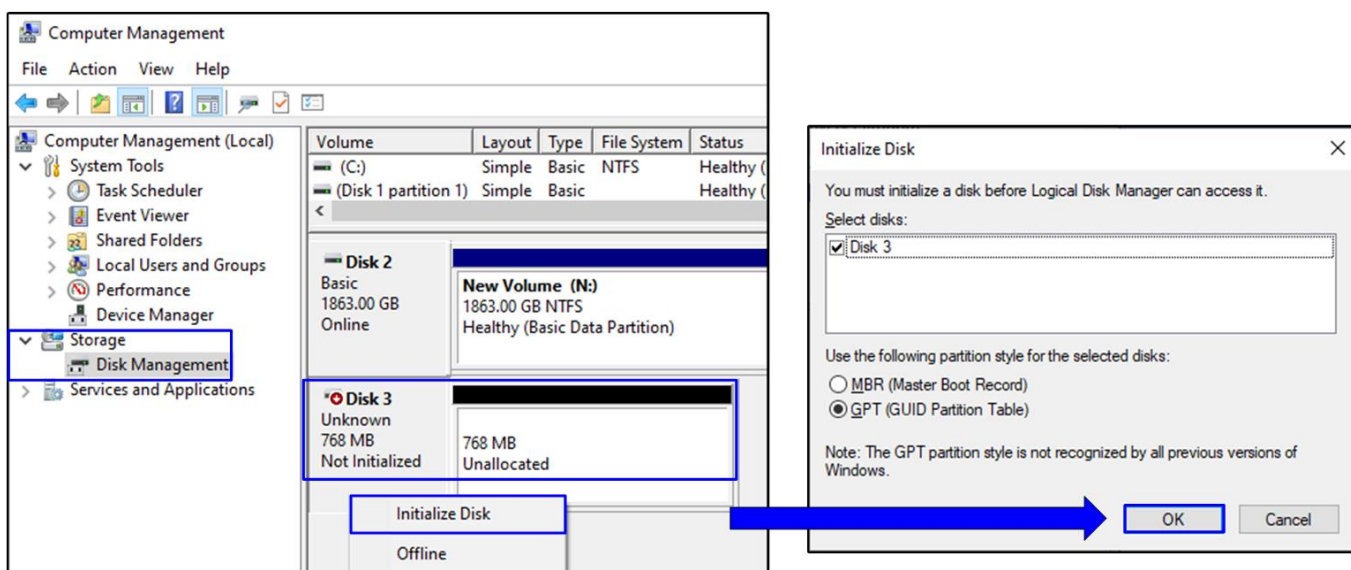 Computer Management
File Action View Help
Computer Management (Local)
System Tools
Task Scheduler
Event Viewer
Shared Folders
Local Users and Groups
Performance
Device Manager
Storage
Disk Management
Services and Applications
Volume Layout Type File System Status
(C:) Simple Basic NTFS Healthy (
(Disk 1 partition 1) Simple Basic Healthy (
Disk 2
Basic
1863.00 GB
Online
New Volume (N:)
1863.00 GB NTFS
Healthy (Basic Data Partition)
Disk 3
Unknown
768 MB
Not Initialized
768 MB
Unallocated
Initialize Disk
Offline
Initialize Disk
You must initialize a disk before Logical Disk Manager can access it.
Select disks:
Disk 3
Use the following partition style for the selected disks:
MBR (Master Boot Record)
GPT (GUID Partition Table)
Note: The GPT partition style is not recognized by all previous versions of
Windows.
OK Cancel